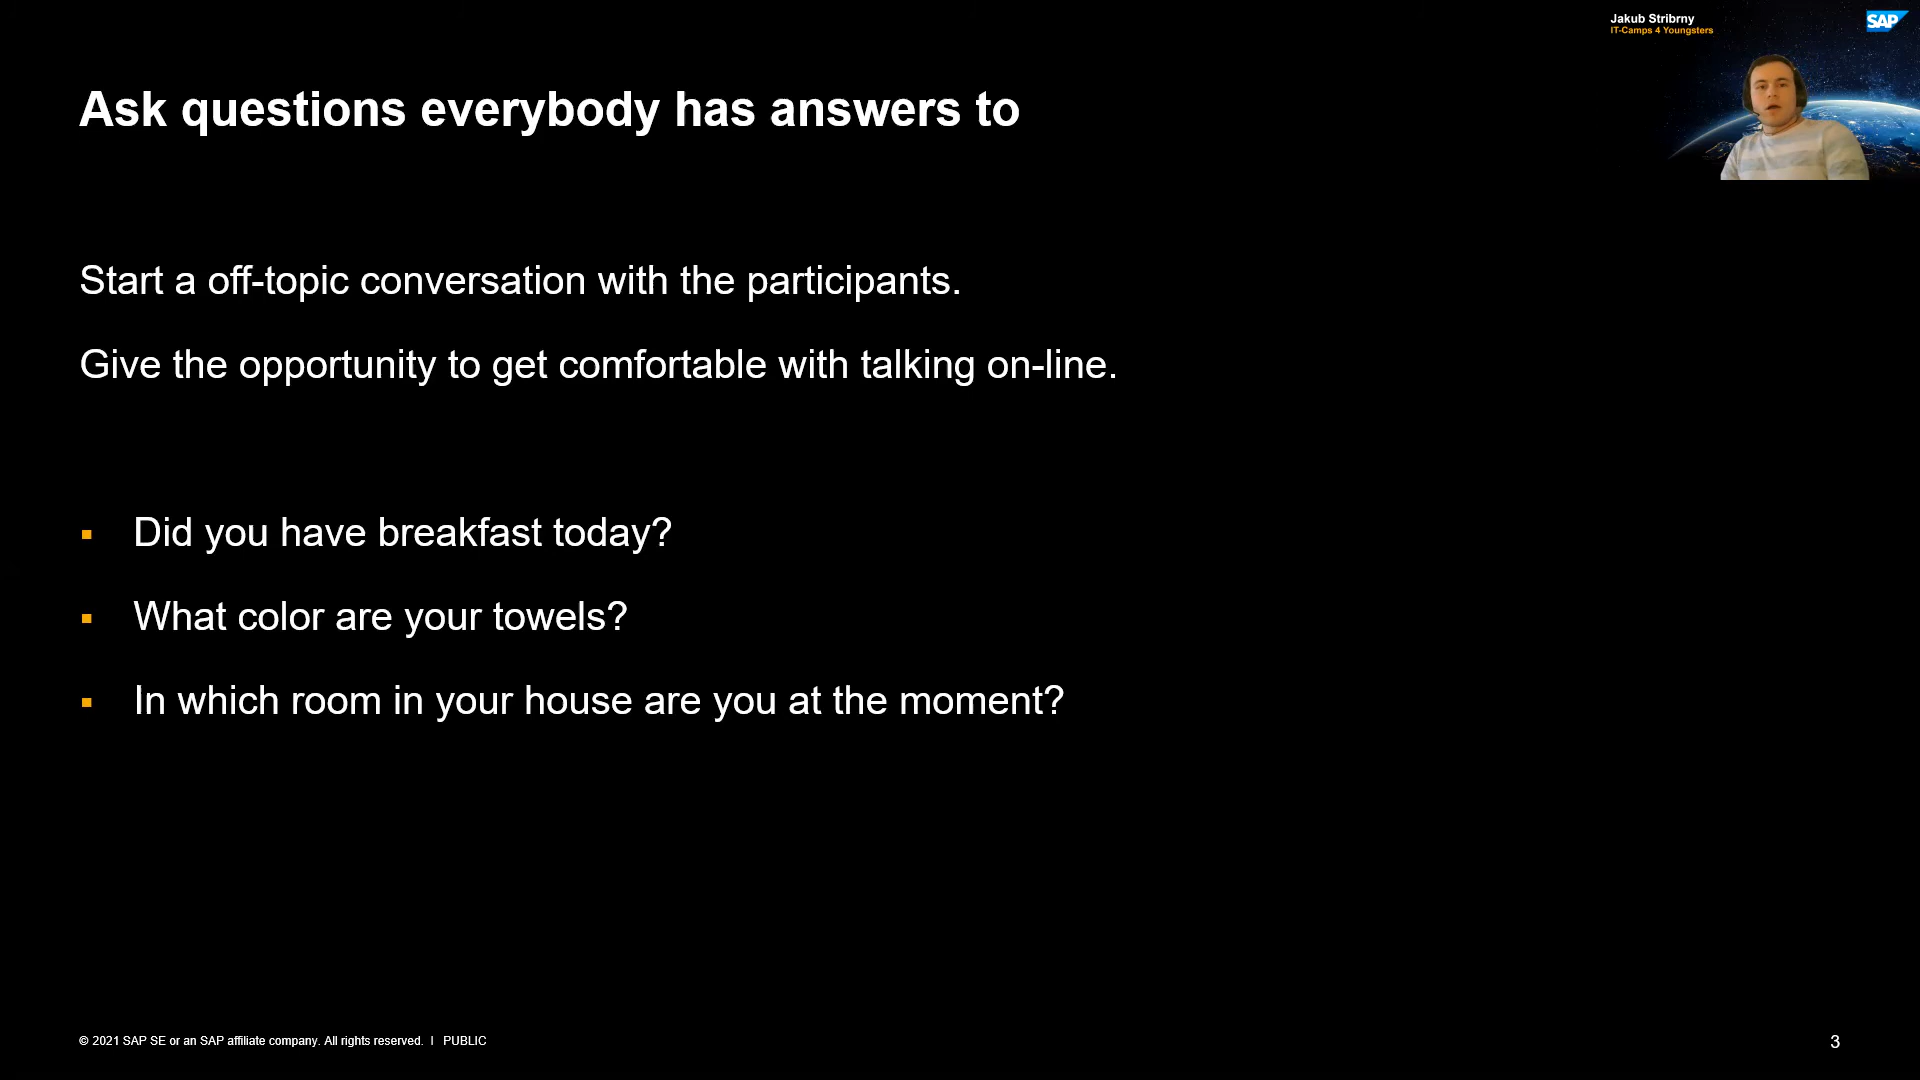 Jakub Stribrny
IT-Camps 4 Youngsters
SAP
Ask questions everybody has answers to
Start a off-topic conversation with the participants.
Give the opportunity to get comfortable with talking on-line.
▪ Did you have breakfast today?
▪ What color are your towels?
▪ In which room in your house are you at the moment?
© 2021 SAP SE or an SAP affiliate company. All rights reserved. I PUBLIC
3